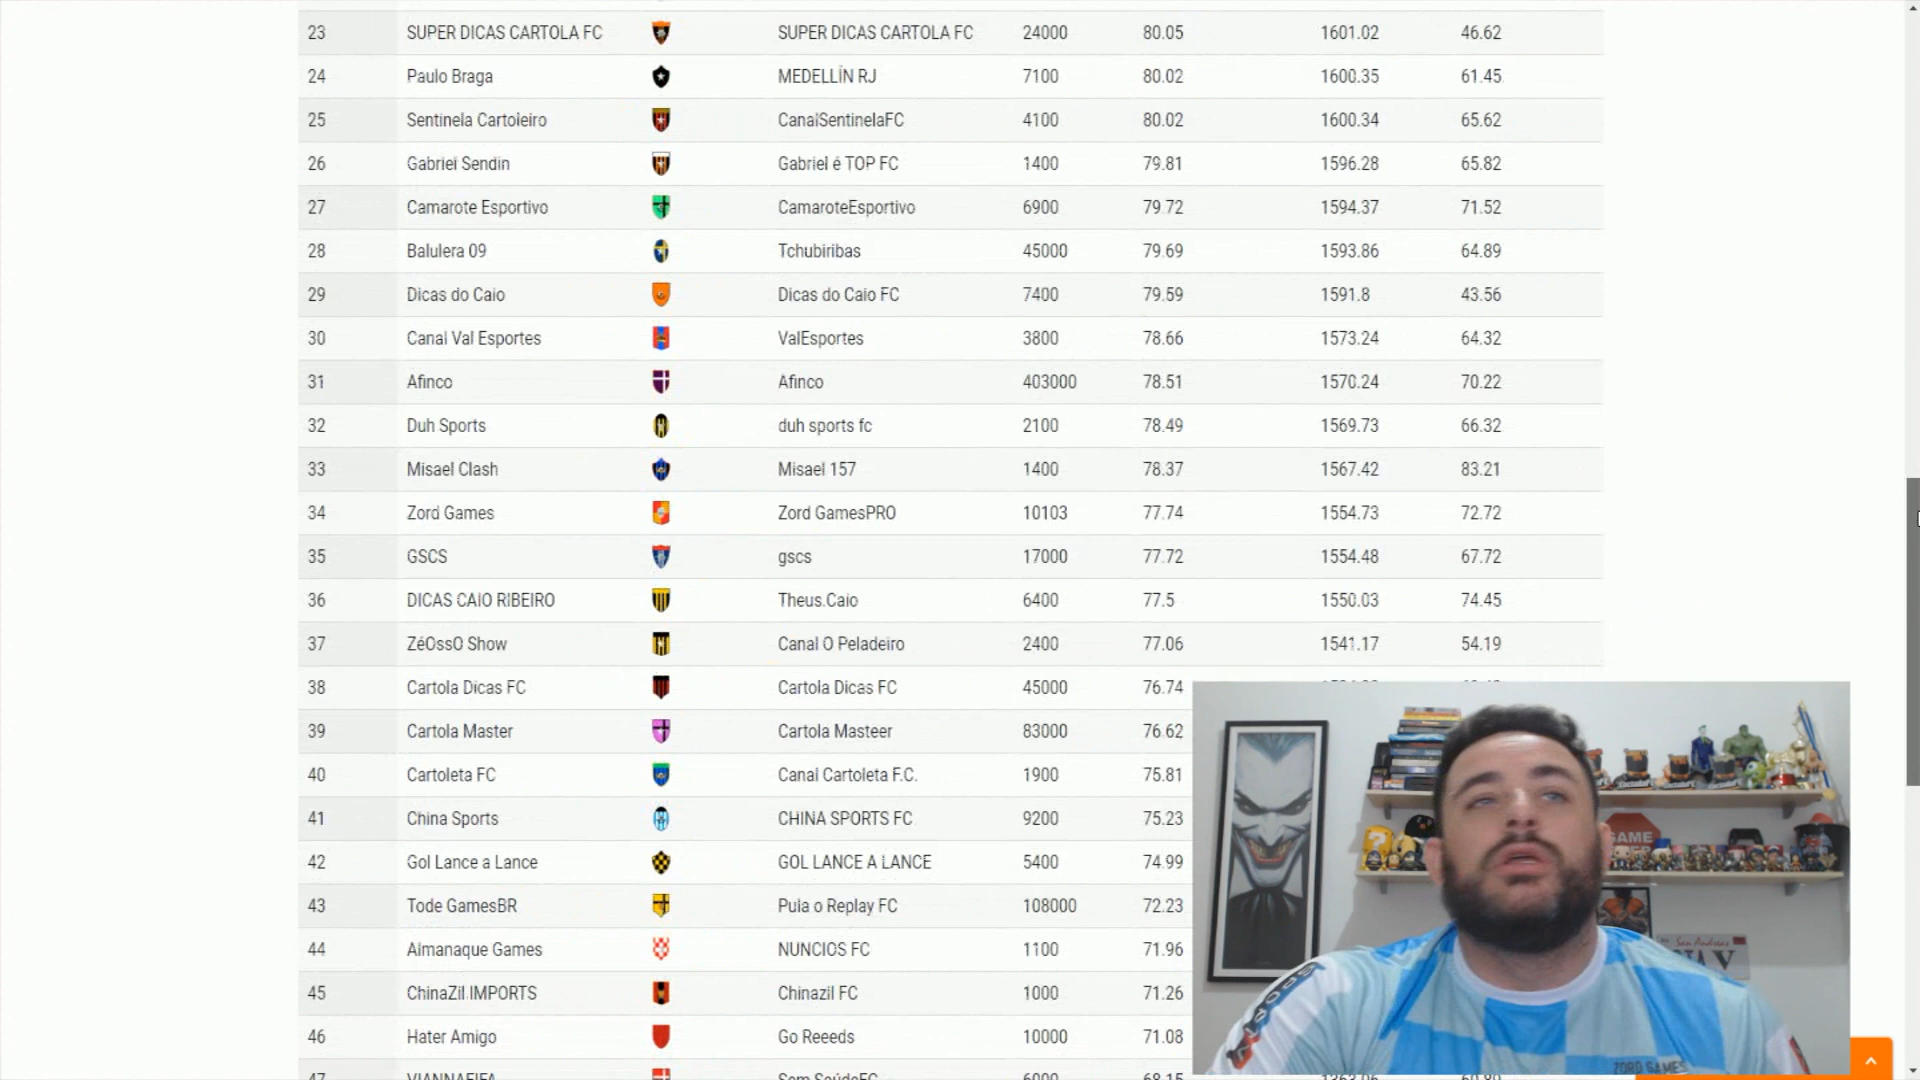 23 SUPER DICAS CARTOLA FC SUPER DICAS CARTOLA FC 24000 80.05 1601.02 46.62
24 Paulo Braga MEDELLÍN RJ 7100 80.02 1600.35 61.45
25 Sentinela Cartoleiro CanalSentinelaFC 4100 80.02 1600.34 65.62
26 Gabriel Sendin Gabriel é TOP FC 1400 79.81 1596.28 65.82
27 Camarote Esportivo CamaroteEsportivo 6900 79.72 1594.37 71.52
28 Balulera 09 Tchubiribas 45000 79.69 1593.86 64.89
29 Dicas do Caio Dicas do Caio FC 7400 79.59 1591.8 43.56
30 Canal Val Esportes ValEsportes 3800 78.66 1573.24 64.32
31 Afinco Afinco 403000 78.51 1570.24 70.22
32 Duh Sports duh sports fc 2100 78.49 1569.73 66.32
33 Misael Clash Misael 157 1400 78.37 1567.42 83.21
34 Zord Games Zord GamesPRO 10103 77.74 1554.73 72.72
35 GSCS gscs 17000 77.72 1554.48 67.72
36 DICAS CAIO RIBEIRO Theus.Caio 6400 77.5 1550.03 74.45
37 ZéOssO Show Canal O Peladeiro 2400 77.06 1541.17 54.19
38 Cartola Dicas FC Cartola Dicas FC 45000 76.74
39 Cartola Master Cartola Masteer 83000 76.62
40 Cartoleta FC Canal Cartoleta F.C. 1900 75.81
41 China Sports CHINA SPORTS FC 9200 75.23
42 Gol Lance a Lance GOL LANCE A LANCE 5400 74.99
43 Tode GamesBR Pula o Replay FC 108000 72.23
44 Almanaque Games NUNCIOS FC 1100 71.96
45 ChinaZil IMPORTS Chinazil FC 1000 71.26
46 Hater Amigo Go Reeeds 10000 71.08
47 VIANNAFIFA Sem SaúdeFC 6000 68.15
GAME
San Andreas
ZORD GAMES